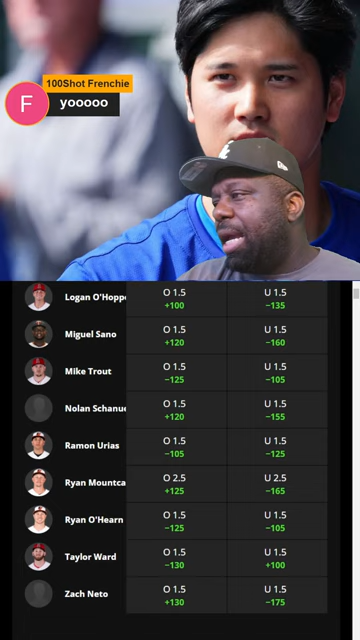 100Shot Frenchie
F
yooooo
Logan O'Hoppe
O 1.5
+100
U 1.5
−135
Miguel Sano
O 1.5
+120
U 1.5
−160
Mike Trout
O 1.5
−125
U 1.5
−105
Nolan Schanue
O 1.5
+120
U 1.5
−155
Ramon Urias
O 1.5
−105
U 1.5
−125
Ryan Mountca
O 2.5
+125
U 2.5
−165
Ryan O'Hearn
O 1.5
−125
U 1.5
−105
Taylor Ward
O 1.5
−130
U 1.5
+100
Zach Neto
O 1.5
+130
U 1.5
−175